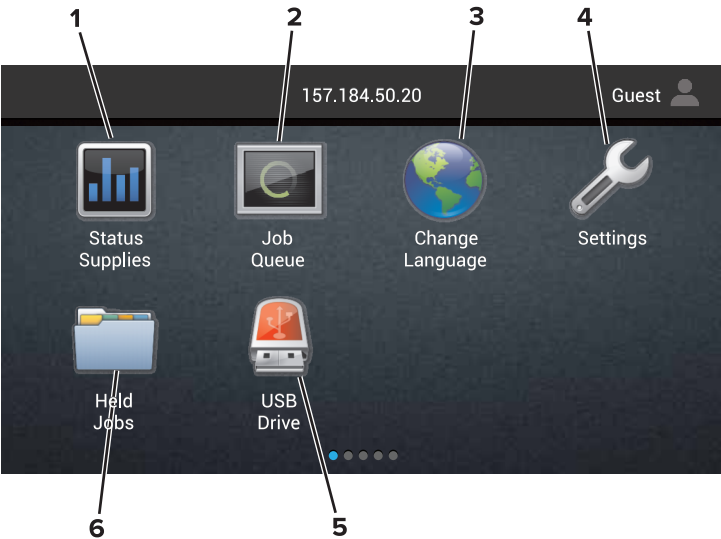 1 2 3 4
157.184.50.20 Guest
Status
Supplies
Job
Queue
Change
Language
Settings
Held
Jobs
USB
Drive
6 5